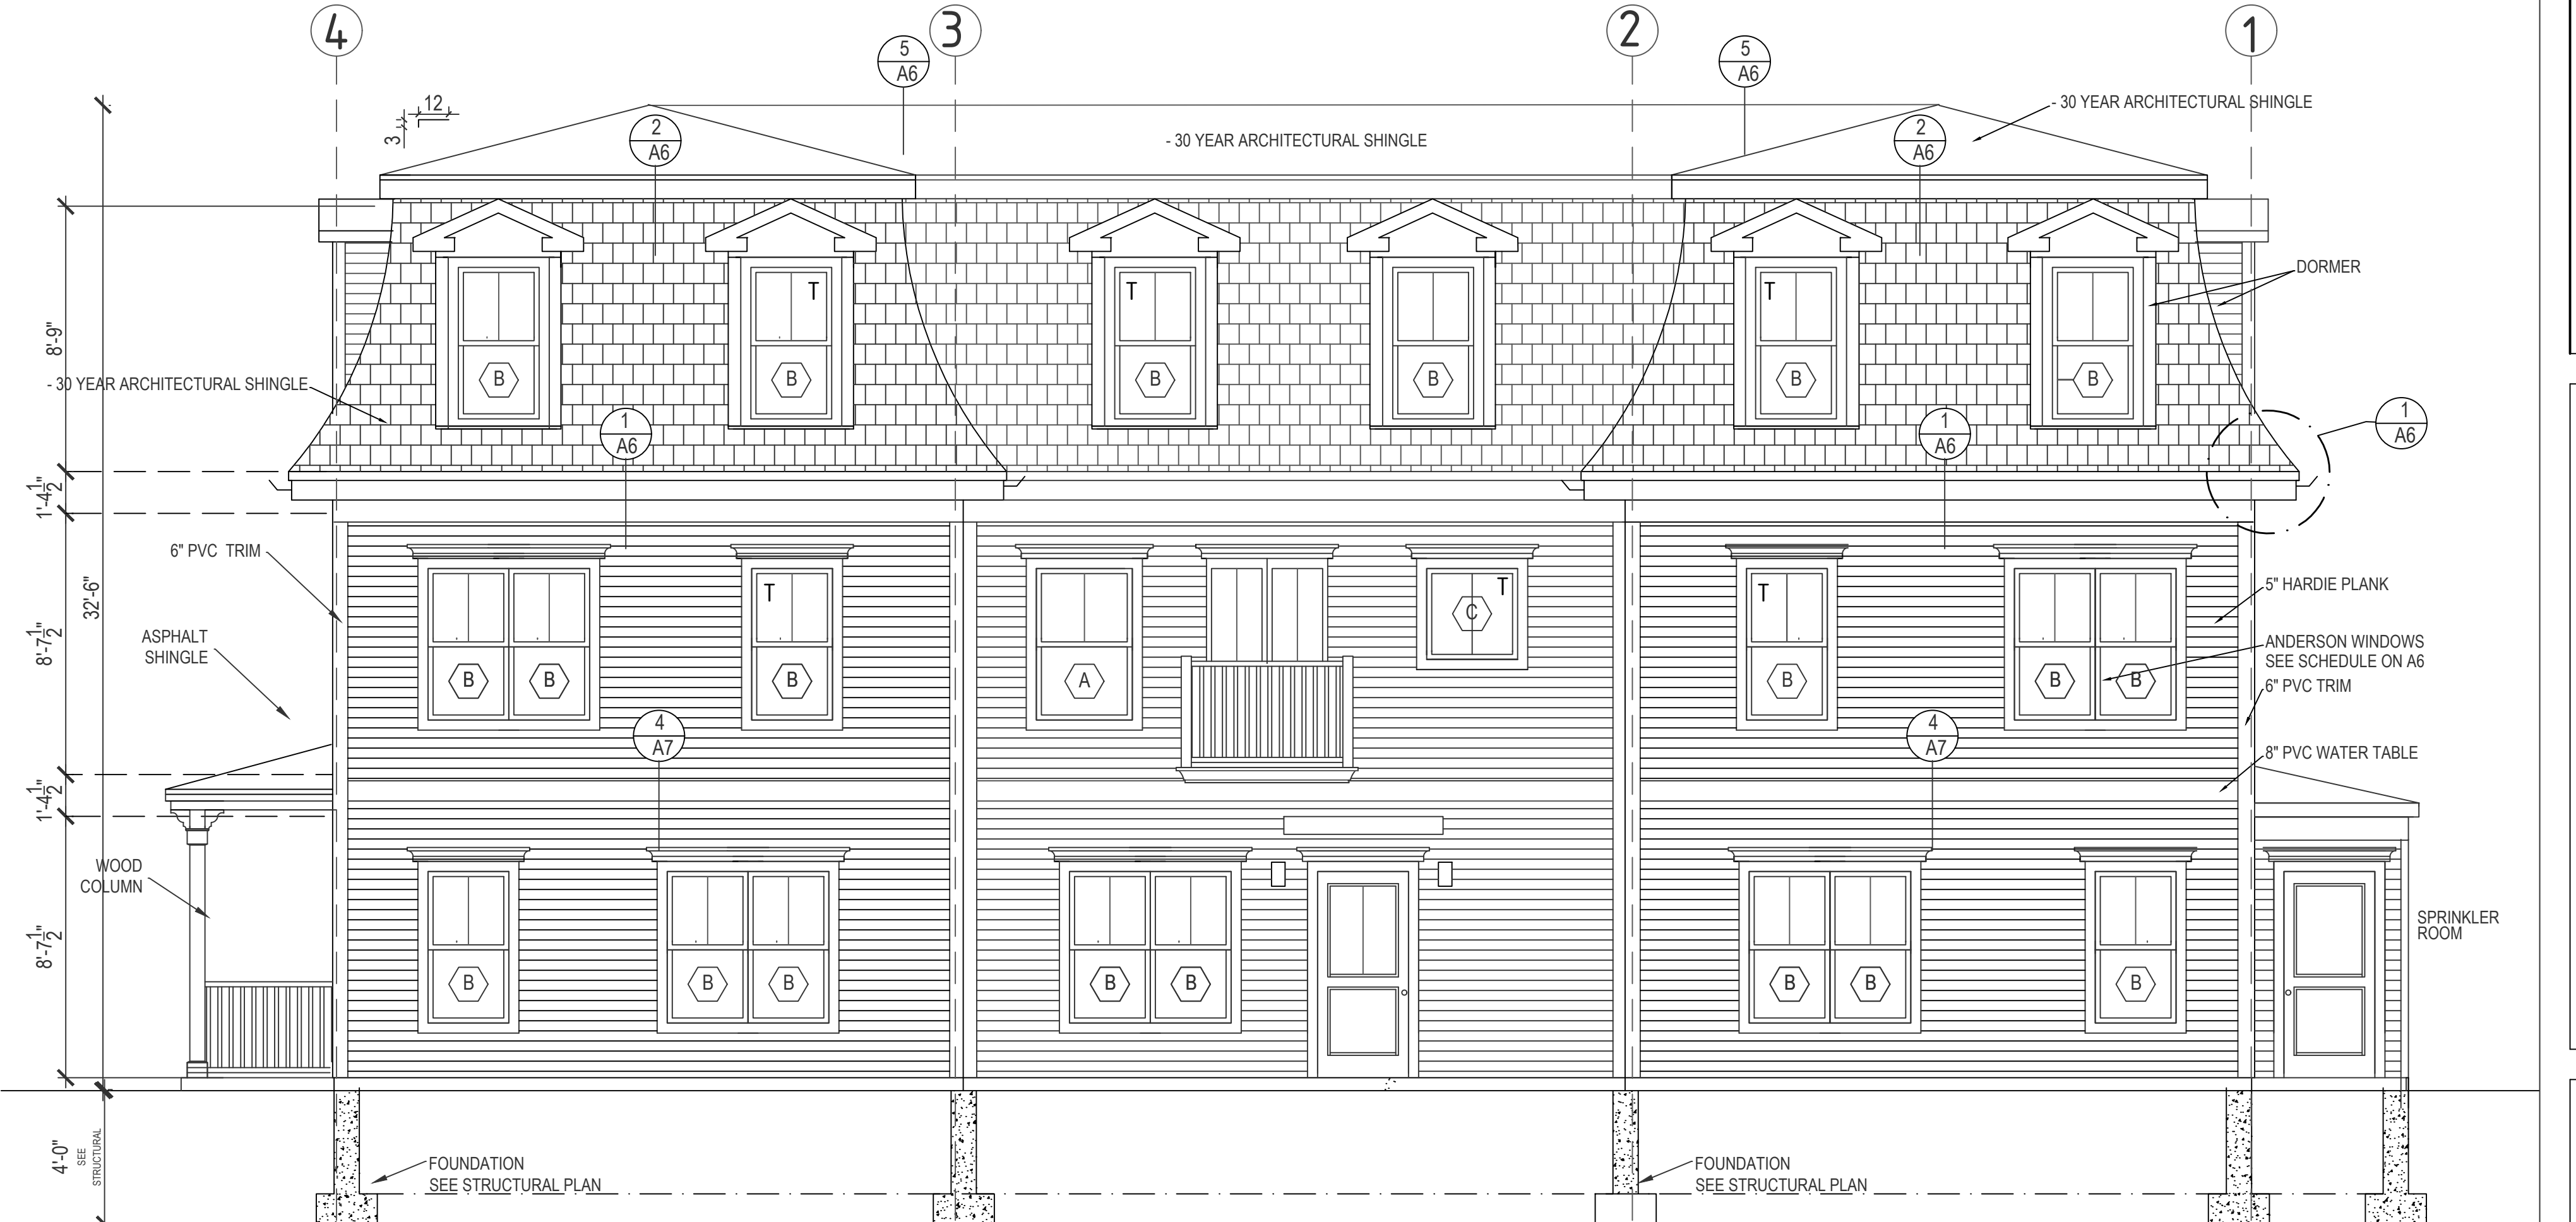 4
3
2
1
5
A6
5
A6
12
3
2
A6
2
A6
- 30 YEAR ARCHITECTURAL SHINGLE
- 30 YEAR ARCHITECTURAL SHINGLE
DORMER
T
T
T
8'-9"
B
B
B
B
B
B
- 30 YEAR ARCHITECTURAL SHINGLE
1
A6
1
A6
1
A6
1'-4 1/2"
6" PVC TRIM
32'-6"
8'-7 1/2"
ASPHALT
SHINGLE
T
T
T
B
B
B
A
C
B
B
B
5" HARDIE PLANK
ANDERSON WINDOWS
SEE SCHEDULE ON A6
6" PVC TRIM
8" PVC WATER TABLE
4
A7
4
A7
1'-4 1/2"
WOOD
COLUMN
8'-7 1/2"
B
B
B
B
B
B
B
B
SPRINKLER
ROOM
4'-0"
SEE
STRUCTURAL
FOUNDATION
SEE STRUCTURAL PLAN
FOUNDATION
SEE STRUCTURAL PLAN